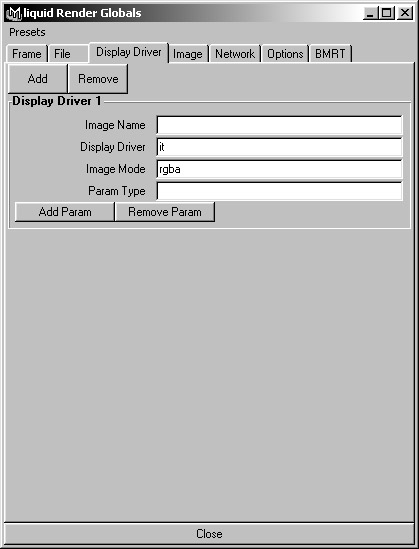 liquid Render Globals
Presets
Frame File Display Driver Image Network Options BMRT
Add Remove
Display Driver 1
Image Name
Display Driver it
Image Mode rgba
Param Type
Add Param Remove Param
Close